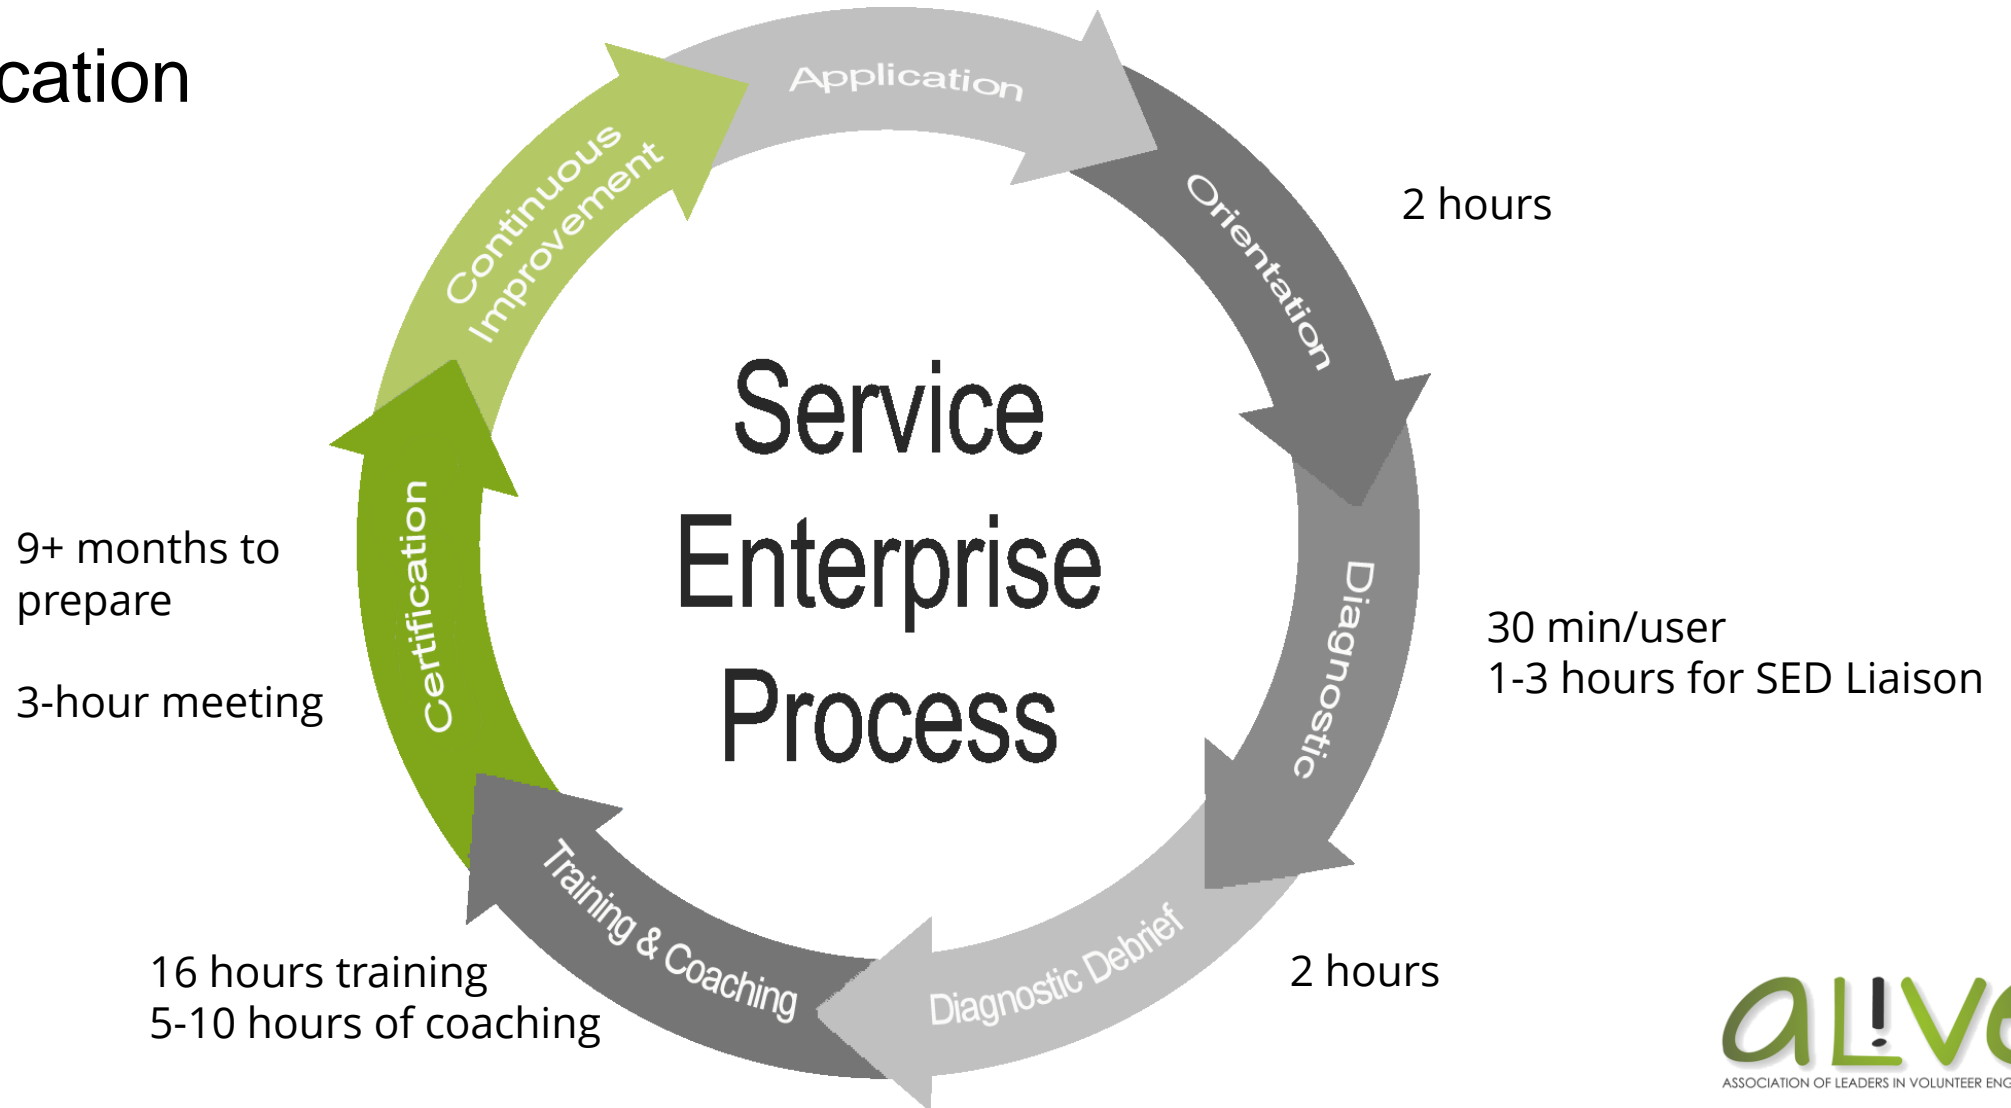 cation
Application
Orientation
2 hours
Diagnostic
30 min/user
1-3 hours for SED Liaison
Diagnostic Debrief
2 hours
Training & Coaching
16 hours training
5-10 hours of coaching
Certification
9+ months to
prepare
3-hour meeting
Continuous
Improvement
Service
Enterprise
Process
aL!Ve
ASSOCIATION OF LEADERS IN VOLUNTEER ENG